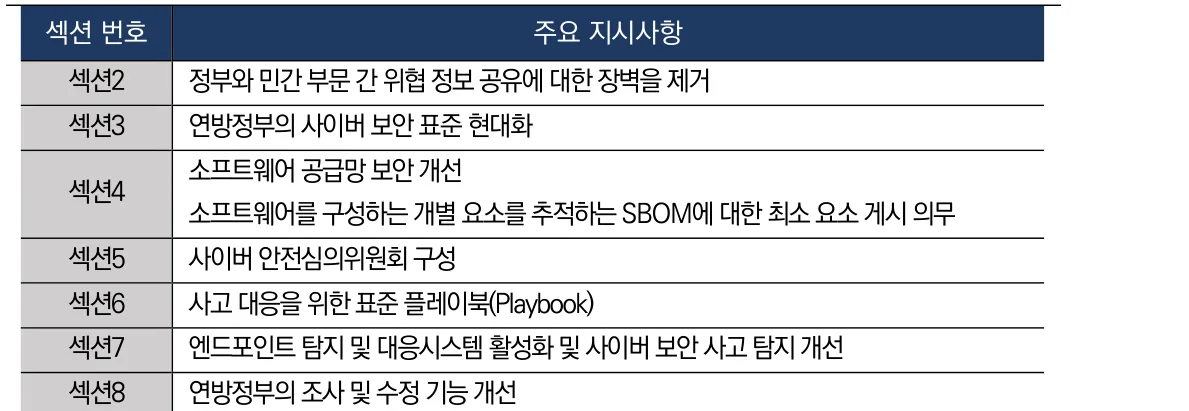 섹션 번호 주요 지시사항
섹션2 정부와 민간 부문 간 위협 정보 공유에 대한 장벽을 제거
섹션3 연방정부의 사이버 보안 표준 현대화
섹션4 소프트웨어 공급망 보안 개선
소프트웨어를 구성하는 개별 요소를 추적하는 SBOM에 대한 최소 요소 게시 의무
섹션5 사이버 안전심의위원회 구성
섹션6 사고 대응을 위한 표준 플레이북(Playbook)
섹션7 엔드포인트 탐지 및 대응시스템 활성화 및 사이버 보안 사고 탐지 개선
섹션8 연방정부의 조사 및 수정 기능 개선